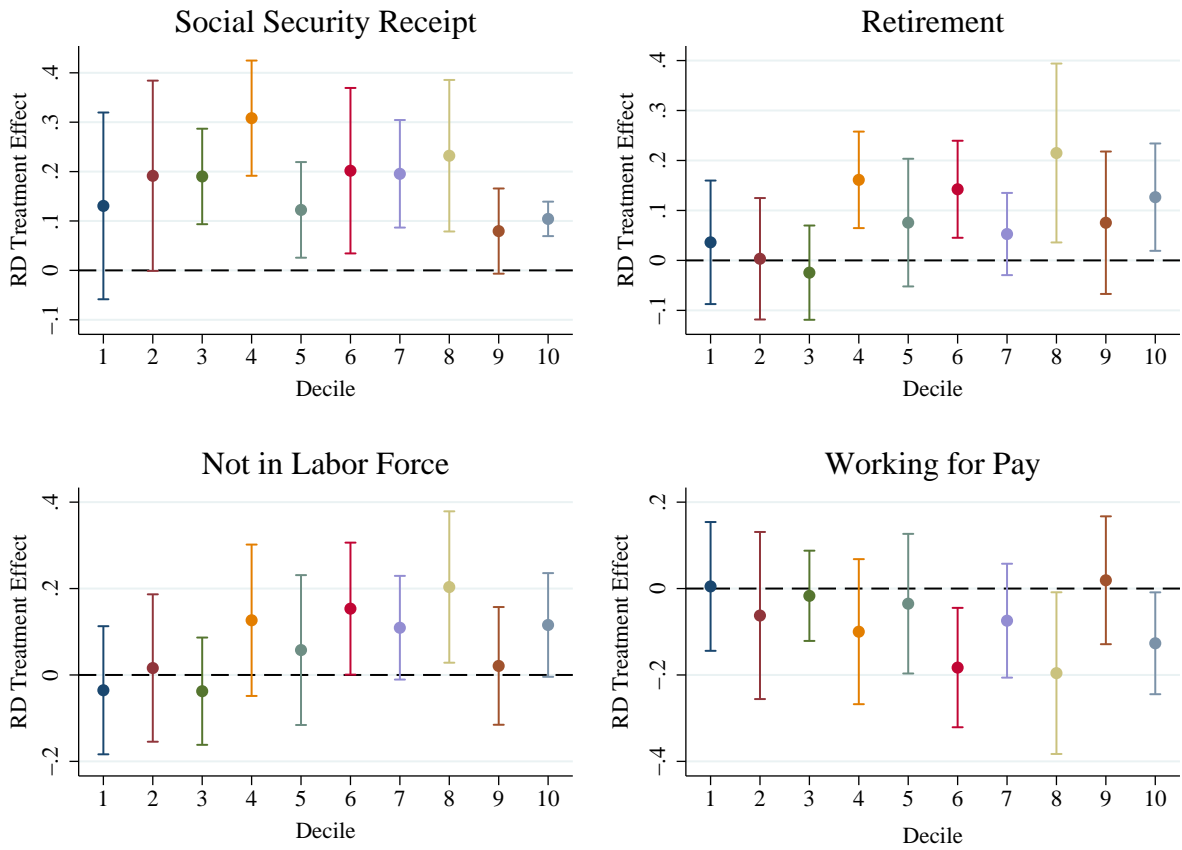 Social Security Receipt
RD Treatment Effect
.4
.3
.2
.1
0
−.1
1 2 3 4 5 6 7 8 9 10
Decile
Retirement
RD Treatment Effect
.4
.3
.2
.1
0
−.1
1 2 3 4 5 6 7 8 9 10
Decile
Not in Labor Force
RD Treatment Effect
.4
.2
0
−.2
1 2 3 4 5 6 7 8 9 10
Decile
Working for Pay
RD Treatment Effect
.2
0
−.2
−.4
1 2 3 4 5 6 7 8 9 10
Decile